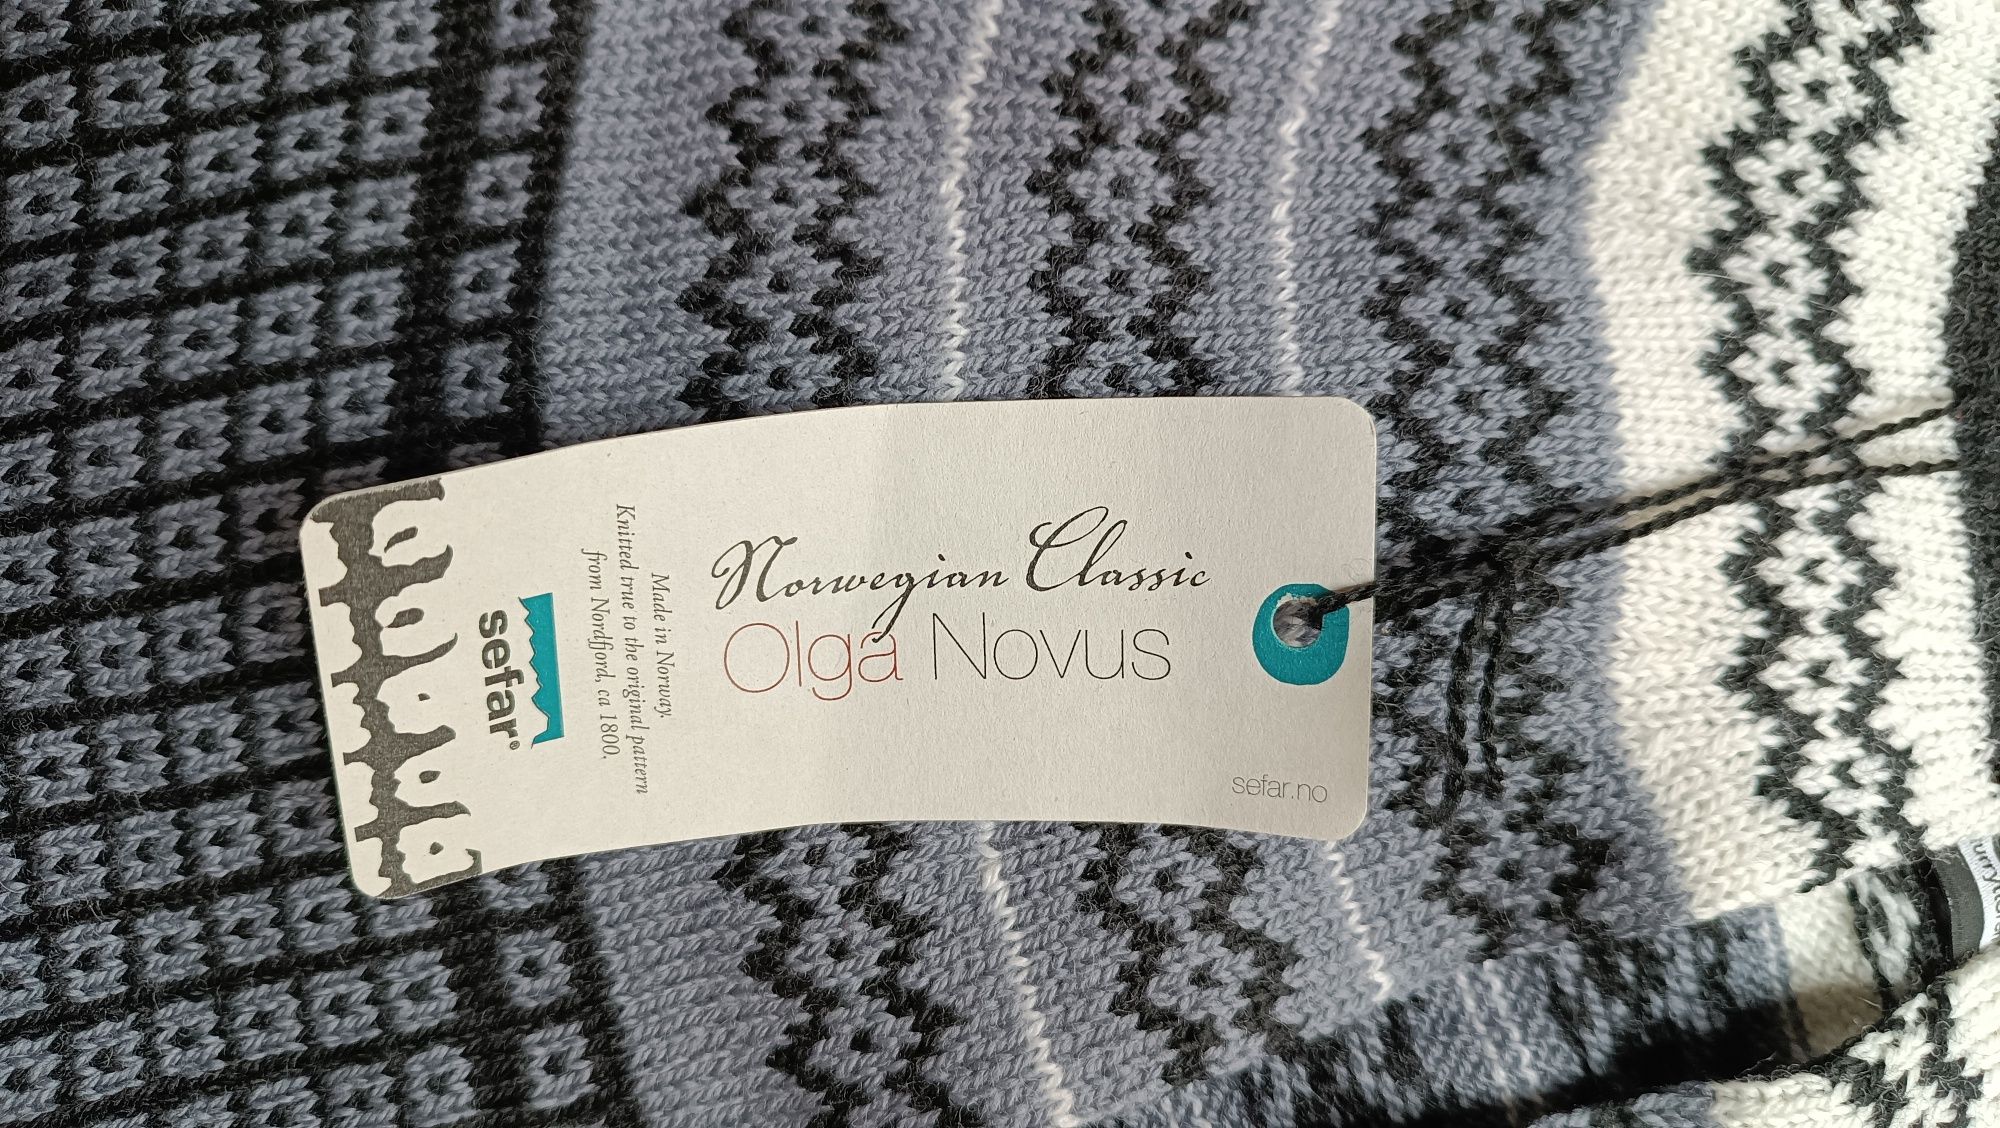 Norwegian Classic
Olga Novus
sefar.no
Made in Norway.
Knitted true to the original pattern
from Nordfjord, ca 1800.
sefar®